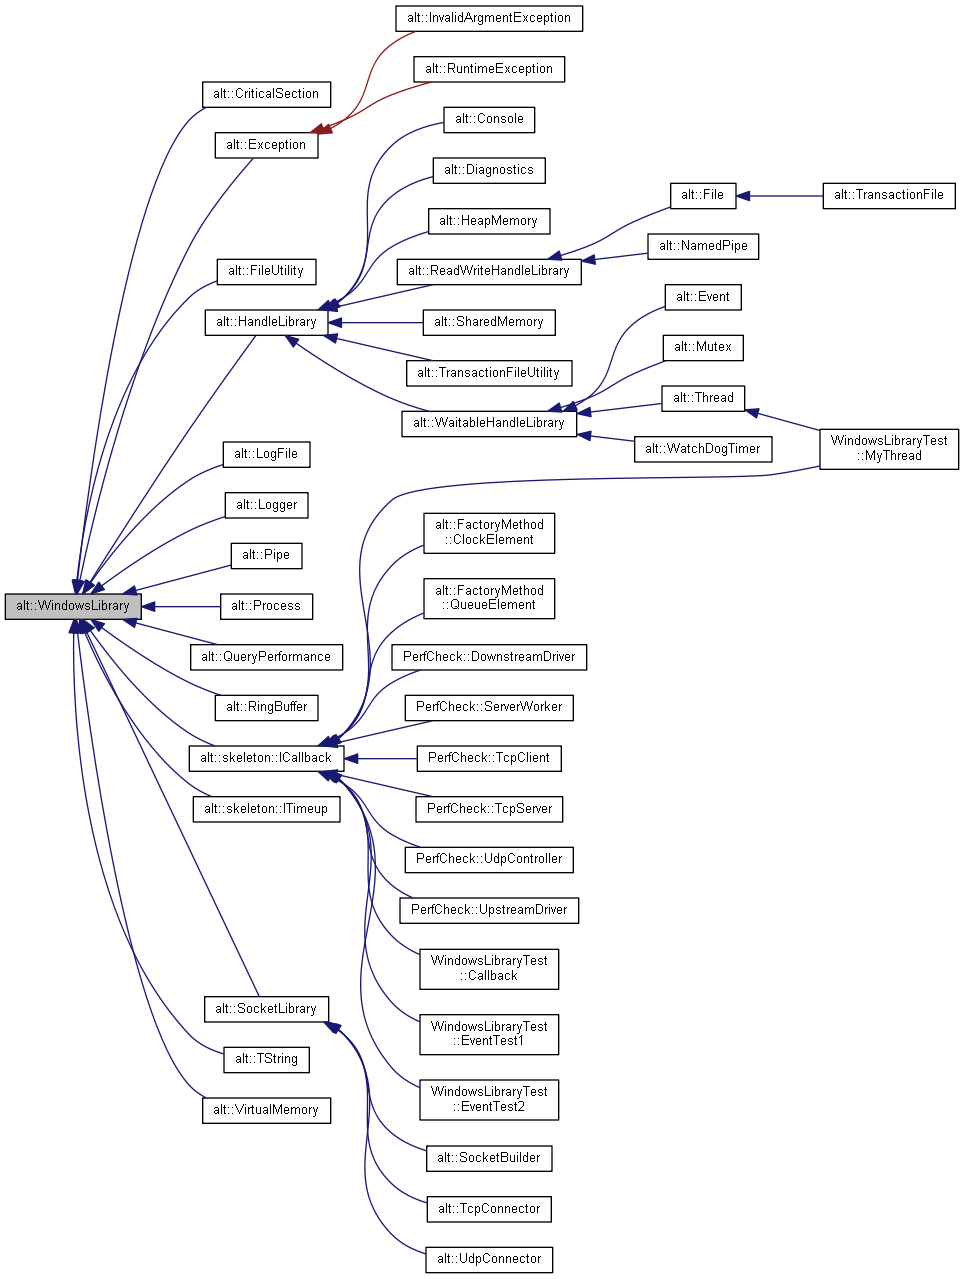 alt::InvalidArgmentException
alt::RuntimeException
alt::CriticalSection
alt::Console
alt::Exception
alt::Diagnostics
alt::File
alt::TransactionFile
alt::HeapMemory
alt::NamedPipe
alt::FileUtility
alt::ReadWriteHandleLibrary
alt::Event
alt::HandleLibrary
alt::SharedMemory
alt::Mutex
alt::TransactionFileUtility
alt::Thread
alt::WaitableHandleLibrary
WindowsLibraryTest
::MyThread
alt::WatchDogTimer
alt::LogFile
alt::Logger
alt::FactoryMethod
::ClockElement
alt::Pipe
alt::FactoryMethod
::QueueElement
alt::WindowsLibrary
alt::Process
alt::QueryPerformance
PerfCheck::DownstreamDriver
alt::RingBuffer
PerfCheck::ServerWorker
alt::skeleton::ICallback
PerfCheck::TcpClient
alt::skeleton::ITimeup
PerfCheck::TcpServer
PerfCheck::UdpController
PerfCheck::UpstreamDriver
WindowsLibraryTest
::Callback
alt::SocketLibrary
WindowsLibraryTest
::EventTest1
alt::TString
WindowsLibraryTest
::EventTest2
alt::VirtualMemory
alt::SocketBuilder
alt::TcpConnector
alt::UdpConnector